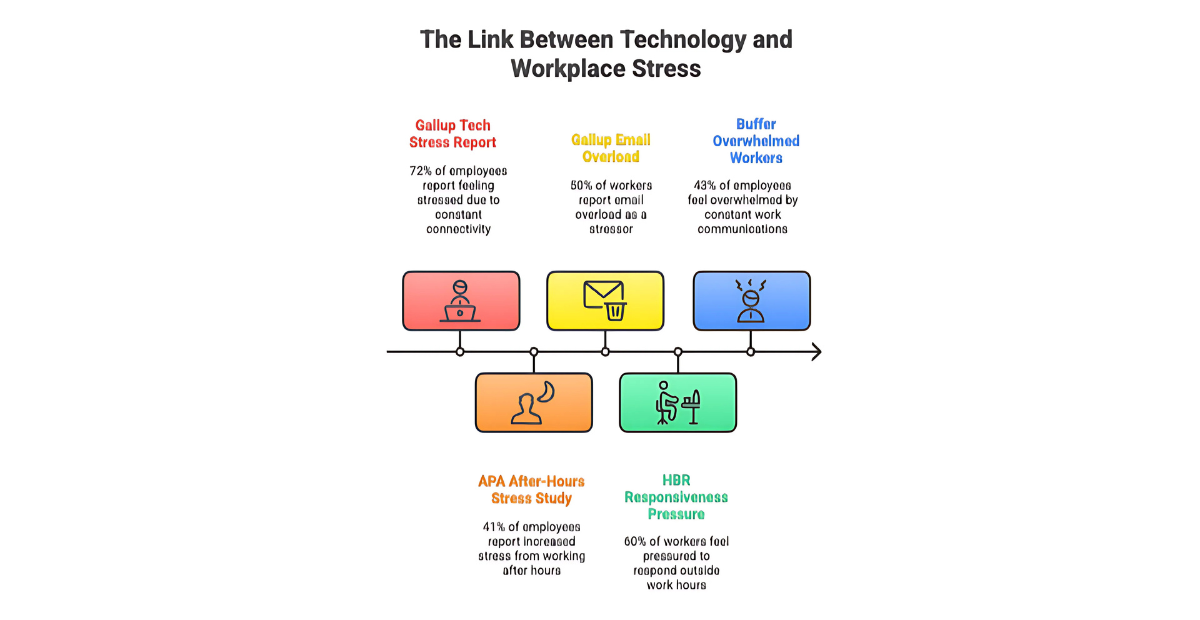 The Link Between Technology and
Workplace Stress
Gallup Tech
Stress Report
72% of employees
report feeling
stressed due to
constant
connectivity
Gallup Email
Overload
50% of workers
report email
overload as a
stressor
Buffer
Overwhelmed
Workers
43% of employees
feel overwhelmed by
constant work
communications
APA After-Hours
Stress Study
41% of employees
report increased
stress from working
after hours
HBR
Responsiveness
Pressure
60% of workers feel
pressured to
respond outside
work hours